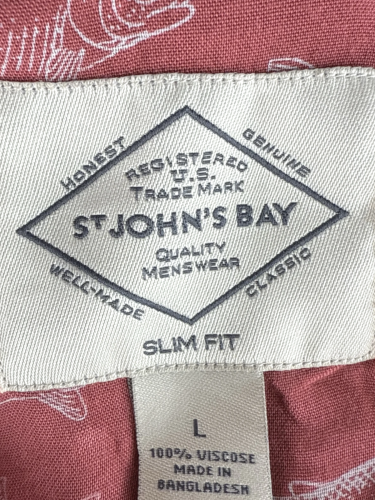 HONEST
GENUINE
REGISTERED
U.S.
TRADE MARK
ST JOHN'S BAY
QUALITY
MENSWEAR
WELL-MADE
CLASSIC
SLIM FIT
L
100% VISCOSE
MADE IN
BANGLADESH